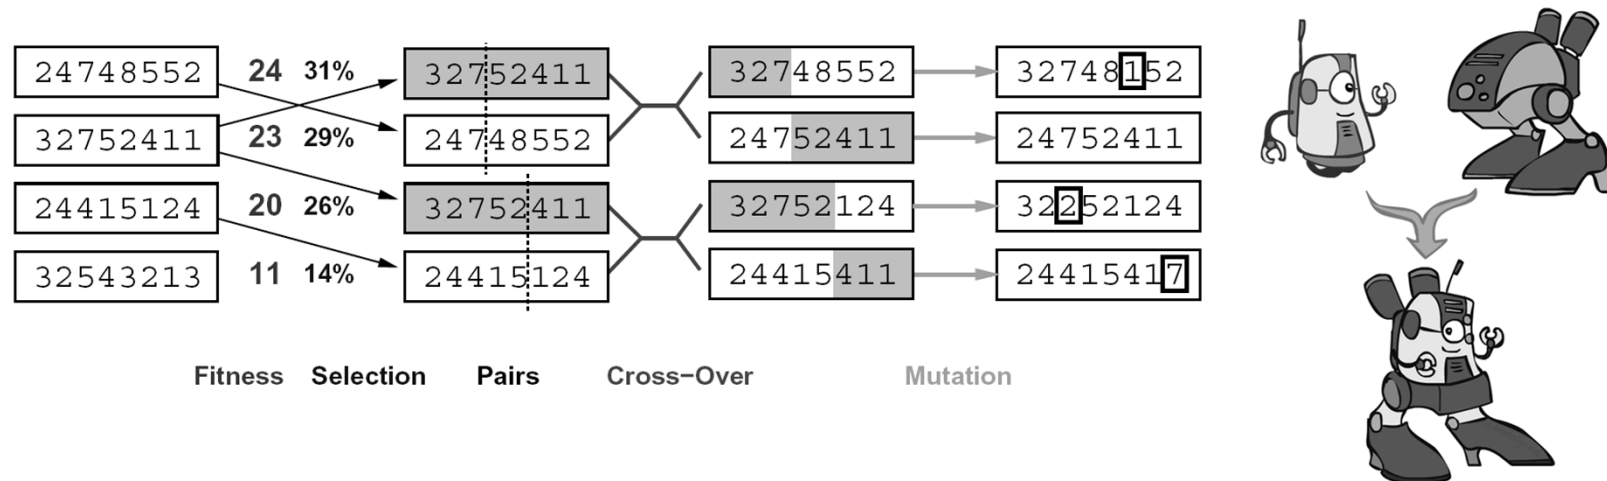 24748552 24 31% 32752411 32748552 32748152
32752411 23 29% 24748552 24752411 24752411
24415124 20 26% 32752411 32752124 32252124
32543213 11 14% 24415124 24415411 24415417
Fitness Selection Pairs Cross−Over Mutation